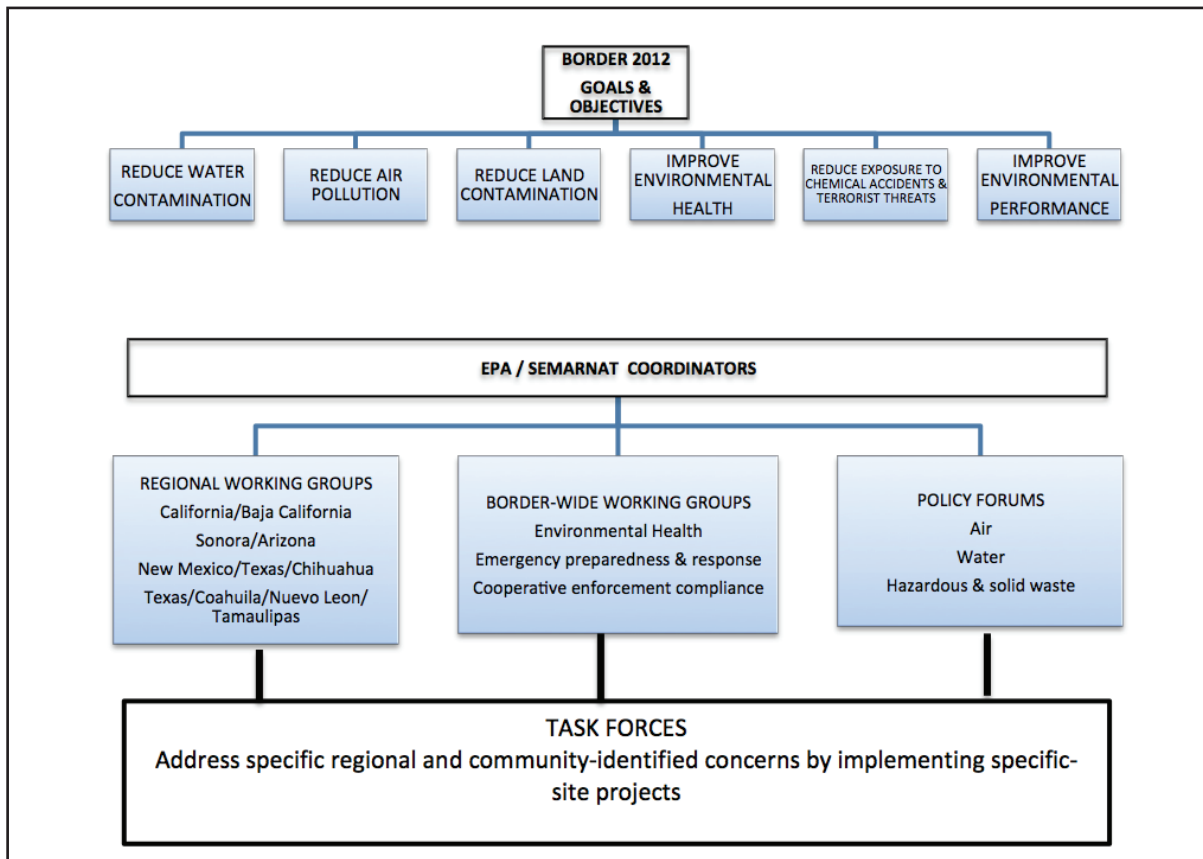 BORDER 2012
GOALS &
OBJECTIVES
REDUCE WATER
CONTAMINATION
REDUCE AIR
POLLUTION
REDUCE LAND
CONTAMINATION
IMPROVE
ENVIRONMENTAL
HEALTH
REDUCE EXPOSURE TO
CHEMICAL ACCIDENTS &
TERRORIST THREATS
IMPROVE
ENVIRONMENTAL
PERFORMANCE
EPA / SEMARNAT COORDINATORS
REGIONAL WORKING GROUPS
California/Baja California
Sonora/Arizona
New Mexico/Texas/Chihuahua
Texas/Coahuila/Nuevo Leon/
Tamaulipas
BORDER-WIDE WORKING GROUPS
Environmental Health
Emergency preparedness & response
Cooperative enforcement compliance
POLICY FORUMS
Air
Water
Hazardous & solid waste
TASK FORCES
Address specific regional and community-identified concerns by implementing specific-
site projects